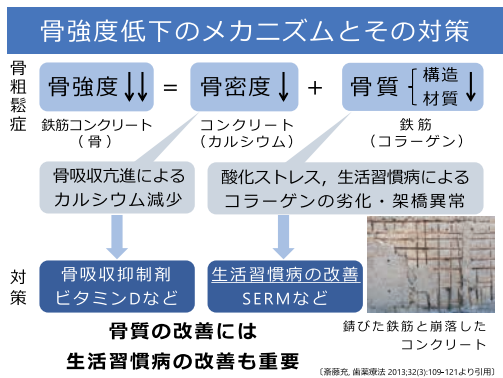 骨強度低下のメカニズムとその対策
骨粗鬆症
骨強度↓↓ = 骨密度↓ + 骨質 構造 材質 ↓
鉄筋コンクリート
（骨）
コンクリート
（カルシウム）
鉄筋
（コラーゲン）
骨吸収亢進による
カルシウム減少
酸化ストレス，生活習慣病による
コラーゲンの劣化・架橋異常
対策
骨吸収抑制剤
ビタミンDなど
生活習慣病の改善
SERMなど
錆びた鉄筋と崩落した
コンクリート
骨質の改善には
生活習慣病の改善も重要
〔斎藤充, 歯薬療法 2013;32(3):109-121より引用〕